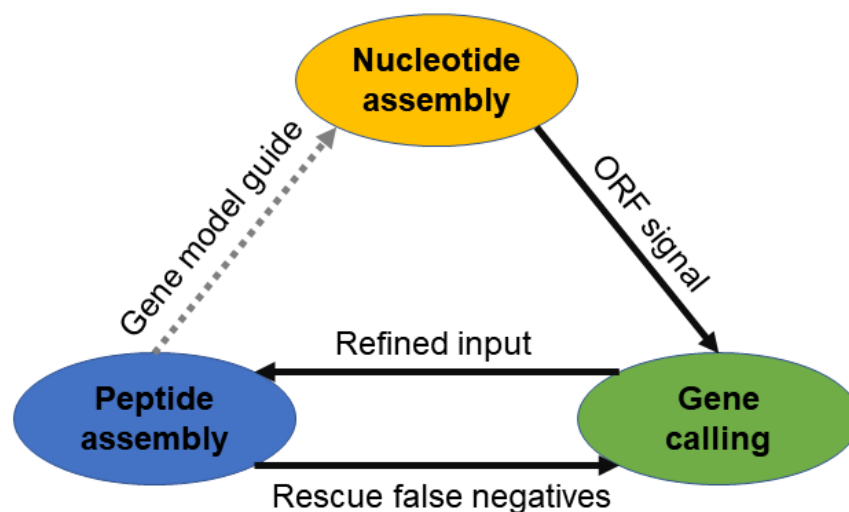 Nucleotide
assembly
Gene model guide
ORF signal
Refined input
Peptide
assembly
Gene
calling
Rescue false negatives